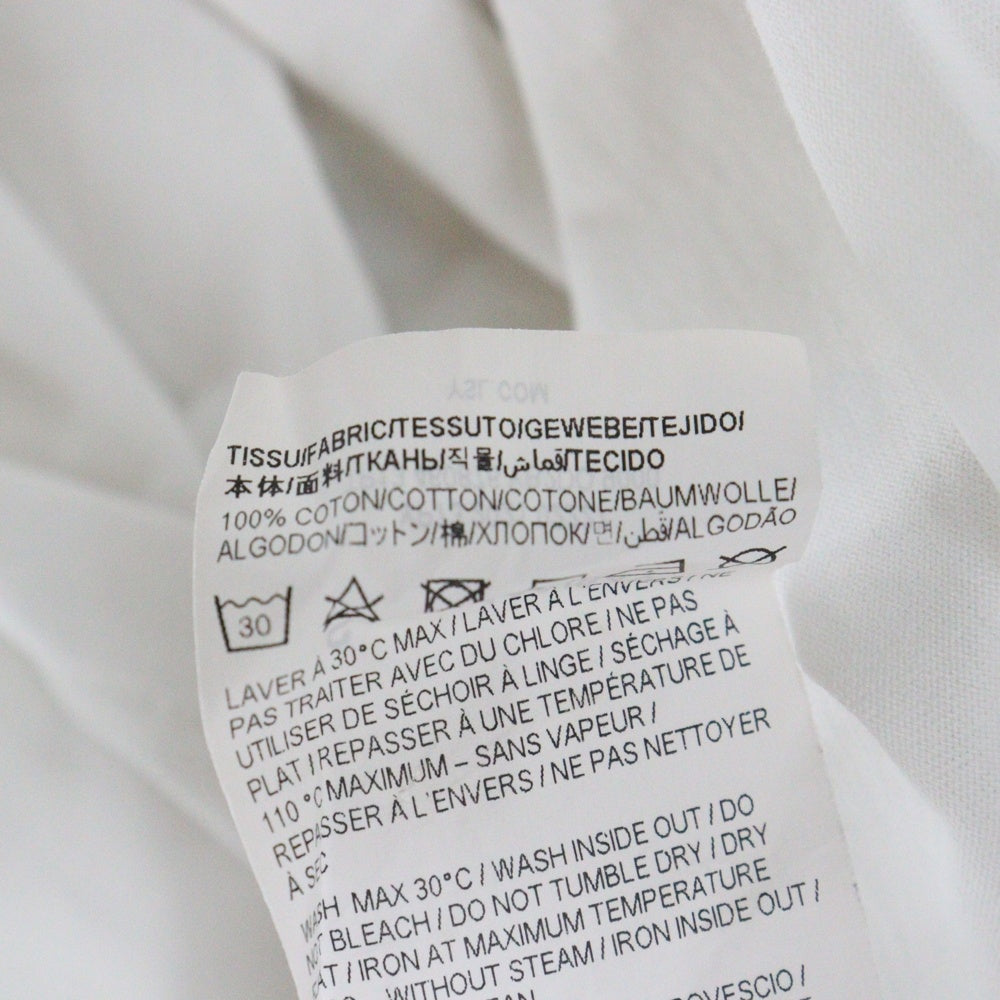 TISSU/FABRIC/TESSUTO/GEWEBE/TEJIDO/
本体/面料/ТКАНЬ/직물/قماش/TECIDO
100% COTON/COTTON/COTONE/BAUMWOLLE/
ALGODON/コットン/棉/ХЛОПОК/면/قطن/ALGODÃO
30
LAVER À 30°C MAX / LAVER À L'ENVERS / NE
PAS TRAITER AVEC DU CHLORE / NE PAS
UTILISER DE SÉCHOIR À LINGE / SÉCHAGE À
PLAT / REPASSER À UNE TEMPÉRATURE DE
110 °C MAXIMUM – SANS VAPEUR /
REPASSER À L'ENVERS / NE PAS NETTOYER
À SEC
WASH MAX 30°C / WASH INSIDE OUT / DO
NOT BLEACH / DO NOT TUMBLE DRY / DRY
FLAT / IRON AT MAXIMUM TEMPERATURE
WITHOUT STEAM / IRON INSIDE OUT /